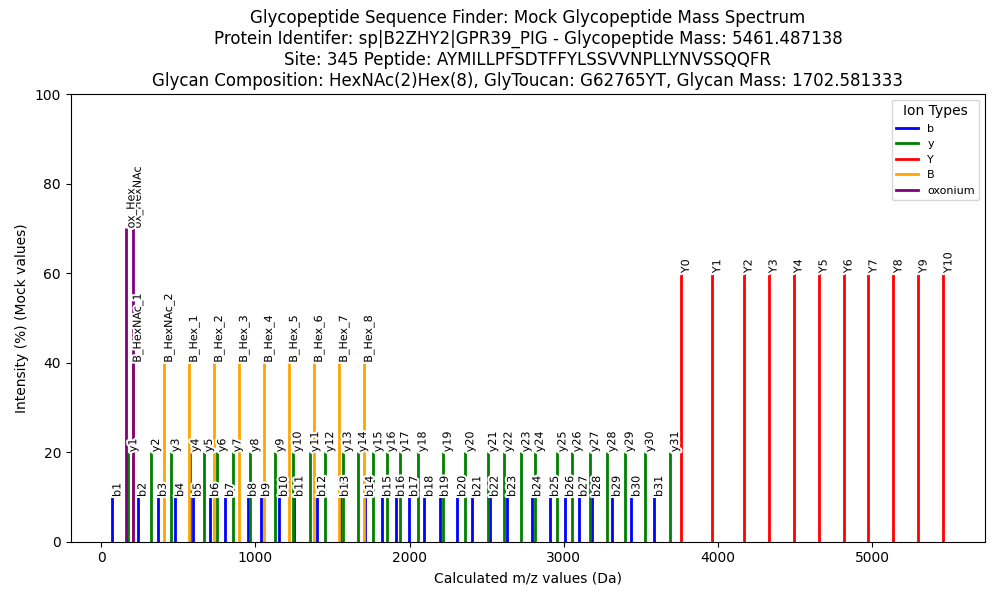 Glycopeptide Sequence Finder: Mock Glycopeptide Mass Spectrum
Protein Identifer: sp|B2ZHY2|GPR39_PIG - Glycopeptide Mass: 5461.487138
Site: 345 Peptide: AYMILLPFSDTFFYLSSVVNPLLYNVSSQQFR
Glycan Composition: HexNAc(2)Hex(8), GlyToucan: G62765YT, Glycan Mass: 1702.581333
Intensity (%) (Mock values)
100
80
60
40
20
0
Ion Types
b
y
Y
B
oxonium
ox_Hex
ox_HexNAc
B_HexNAc_1
B_HexNAc_2
B_Hex_1
B_Hex_2
B_Hex_3
B_Hex_4
B_Hex_5
B_Hex_6
B_Hex_7
B_Hex_8
Y0
Y1
Y2
Y3
Y4
Y5
Y6
Y7
Y8
Y9
Y10
y1
y2
y3
y4
y5
y6
y7
y8
y9
y10
y11
y12
y13
y14
y15
y16
y17
y18
y19
y20
y21
y22
y23
y24
y25
y26
y27
y28
y29
y30
y31
b1
b2
b3
b4
b5
b6
b7
b8
b9
b10
b11
b12
b13
b14
b15
b16
b17
b18
b19
b20
b21
b22
b23
b24
b25
b26
b27
b28
b29
b30
b31
0
1000
2000
3000
4000
5000
Calculated m/z values (Da)